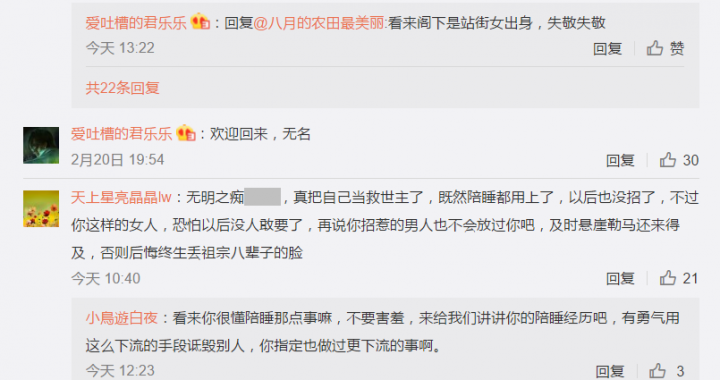 爱吐槽的君乐乐：回复@八月的农田最美丽:看来阁下是站街女出身，失敬失敬
今天 13:22 回复 赞
共22条回复
爱吐槽的君乐乐：欢迎回来，无名
2月20日 19:54 回复 30
天上星亮晶晶lw：无明之痴，真把自己当救世主了，既然陪睡都用上了，以后也没招了，不过
你这样的女人，恐怕以后没人敢要了，再说你招惹的男人也不会放过你吧，及时悬崖勒马还来得
及，否则后悔终生丢祖宗八辈子的脸
今天 10:40 回复 21
小鳥遊白夜：看来你很懂陪睡那点事嘛，不要害羞，来给我们讲讲你的陪睡经历吧，有勇气用
这么下流的手段诋毁别人，你指定也做过更下流的事啊。
今天 12:23 回复 3